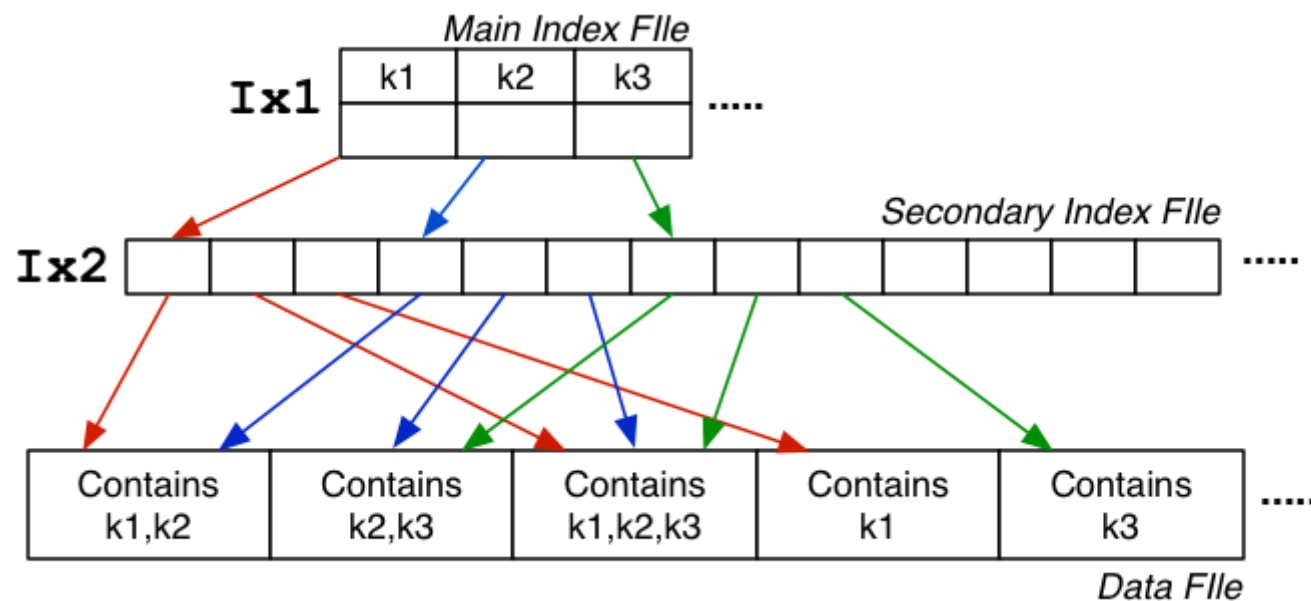 Main Index FIle
Ix1
k1 k2 k3 .....
Secondary Index FIle
Ix2 .....
Contains Contains Contains Contains Contains
k1,k2 k2,k3 k1,k2,k3 k1 k3
.....
Data FIle